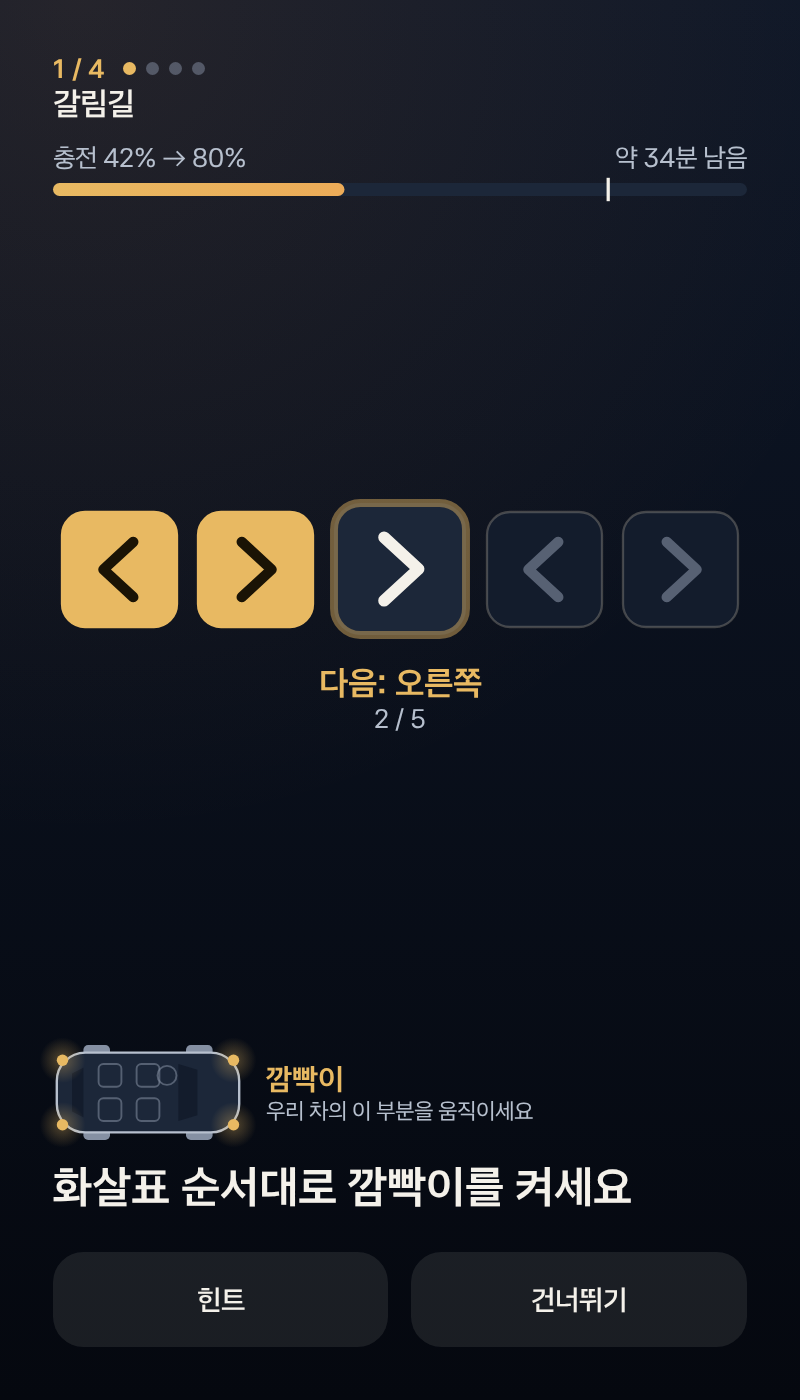 1 / 4
갈림길
충전 42% → 80%
약 34분 남음
다음: 오른쪽
2 / 5
깜빡이
우리 차의 이 부분을 움직이세요
화살표 순서대로 깜빡이를 켜세요
힌트
건너뛰기